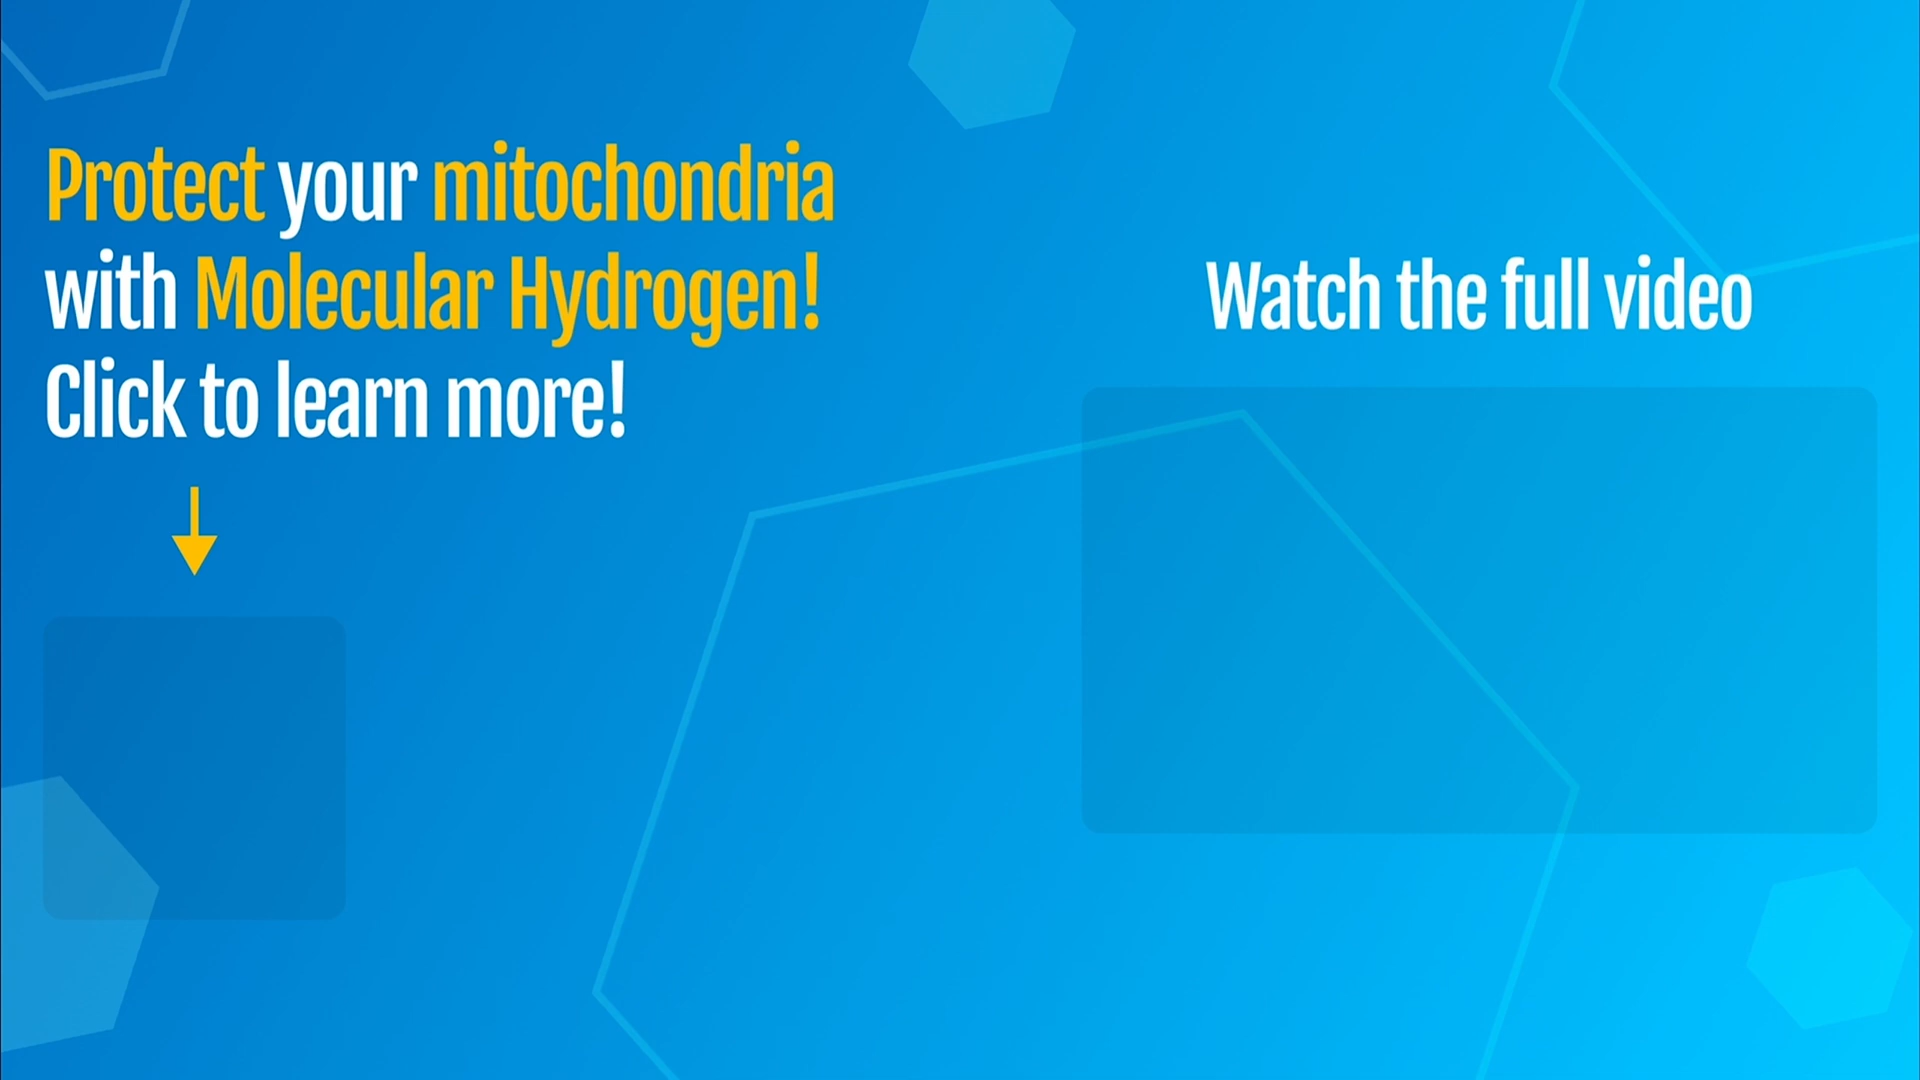 Protect your mitochondria
with Molecular Hydrogen!
Click to learn more!
Watch the full video